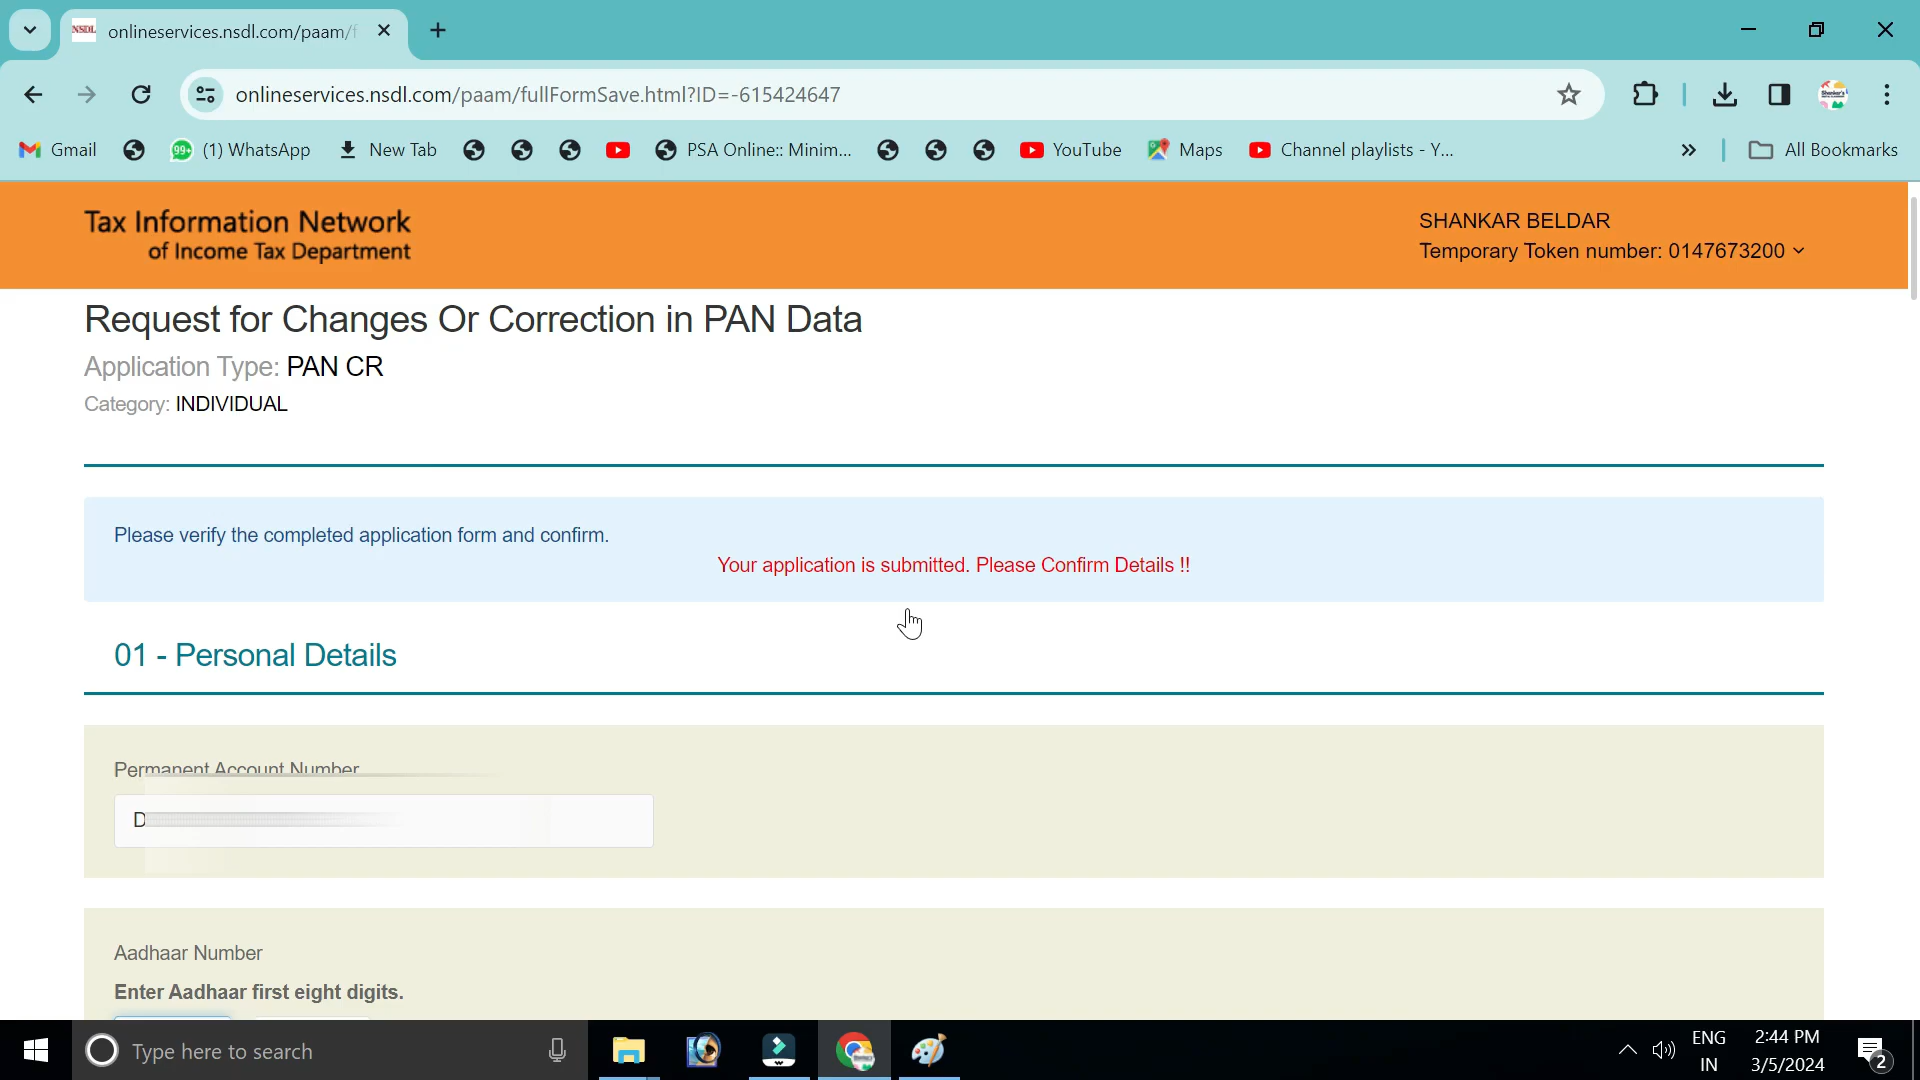 NSDL onlineservices.nsdl.com/paam/f
onlineservices.nsdl.com/paam/fullFormSave.html?ID=-615424647
Gmail 99+ (1) WhatsApp New Tab PSA Online:: Minim... YouTube Maps Channel playlists - Y... All Bookmarks
Tax Information Network
of Income Tax Department
SHANKAR BELDAR
Temporary Token number: 0147673200
Request for Changes Or Correction in PAN Data
Application Type: PAN CR
Category: INDIVIDUAL
Please verify the completed application form and confirm.
Your application is submitted. Please Confirm Details !!
01 - Personal Details
Permanent Account Number
D
Aadhaar Number
Enter Aadhaar first eight digits.
Type here to search
ENG
IN
2:44 PM
3/5/2024
2